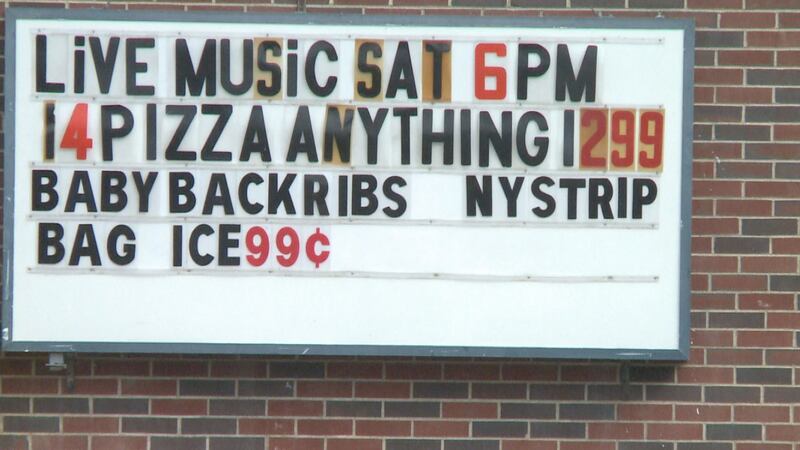 LiVE MUSiC SAT 6PM
14 PIZZA ANYTHING 1299
BABY BACK RIBS NY STRIP
BAG ICE 99¢